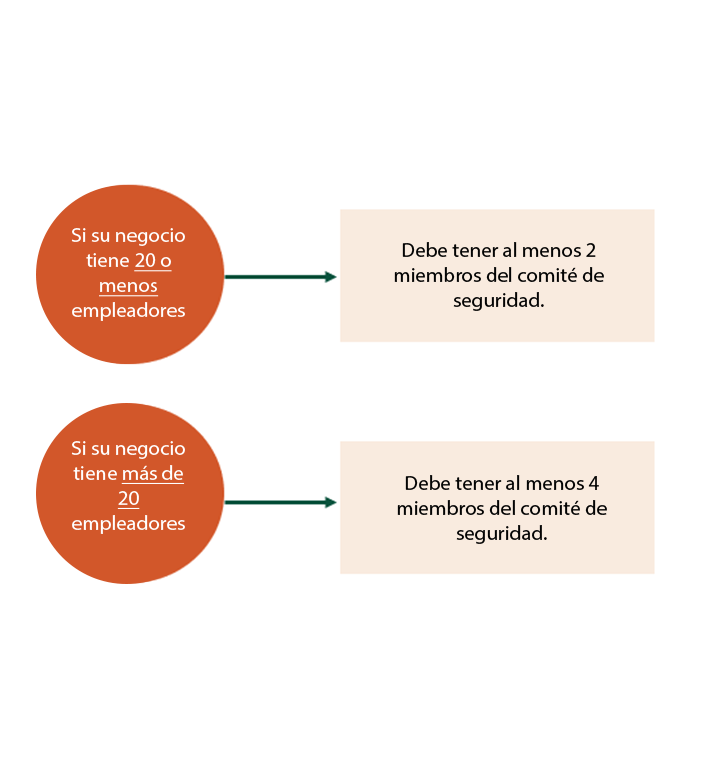 Si su negocio
tiene 20 o
menos
empleadores
Debe tener al menos 2
miembros del comité de
seguridad.
Si su negocio
tiene más de
20
empleadores
Debe tener al menos 4
miembros del comité de
seguridad.